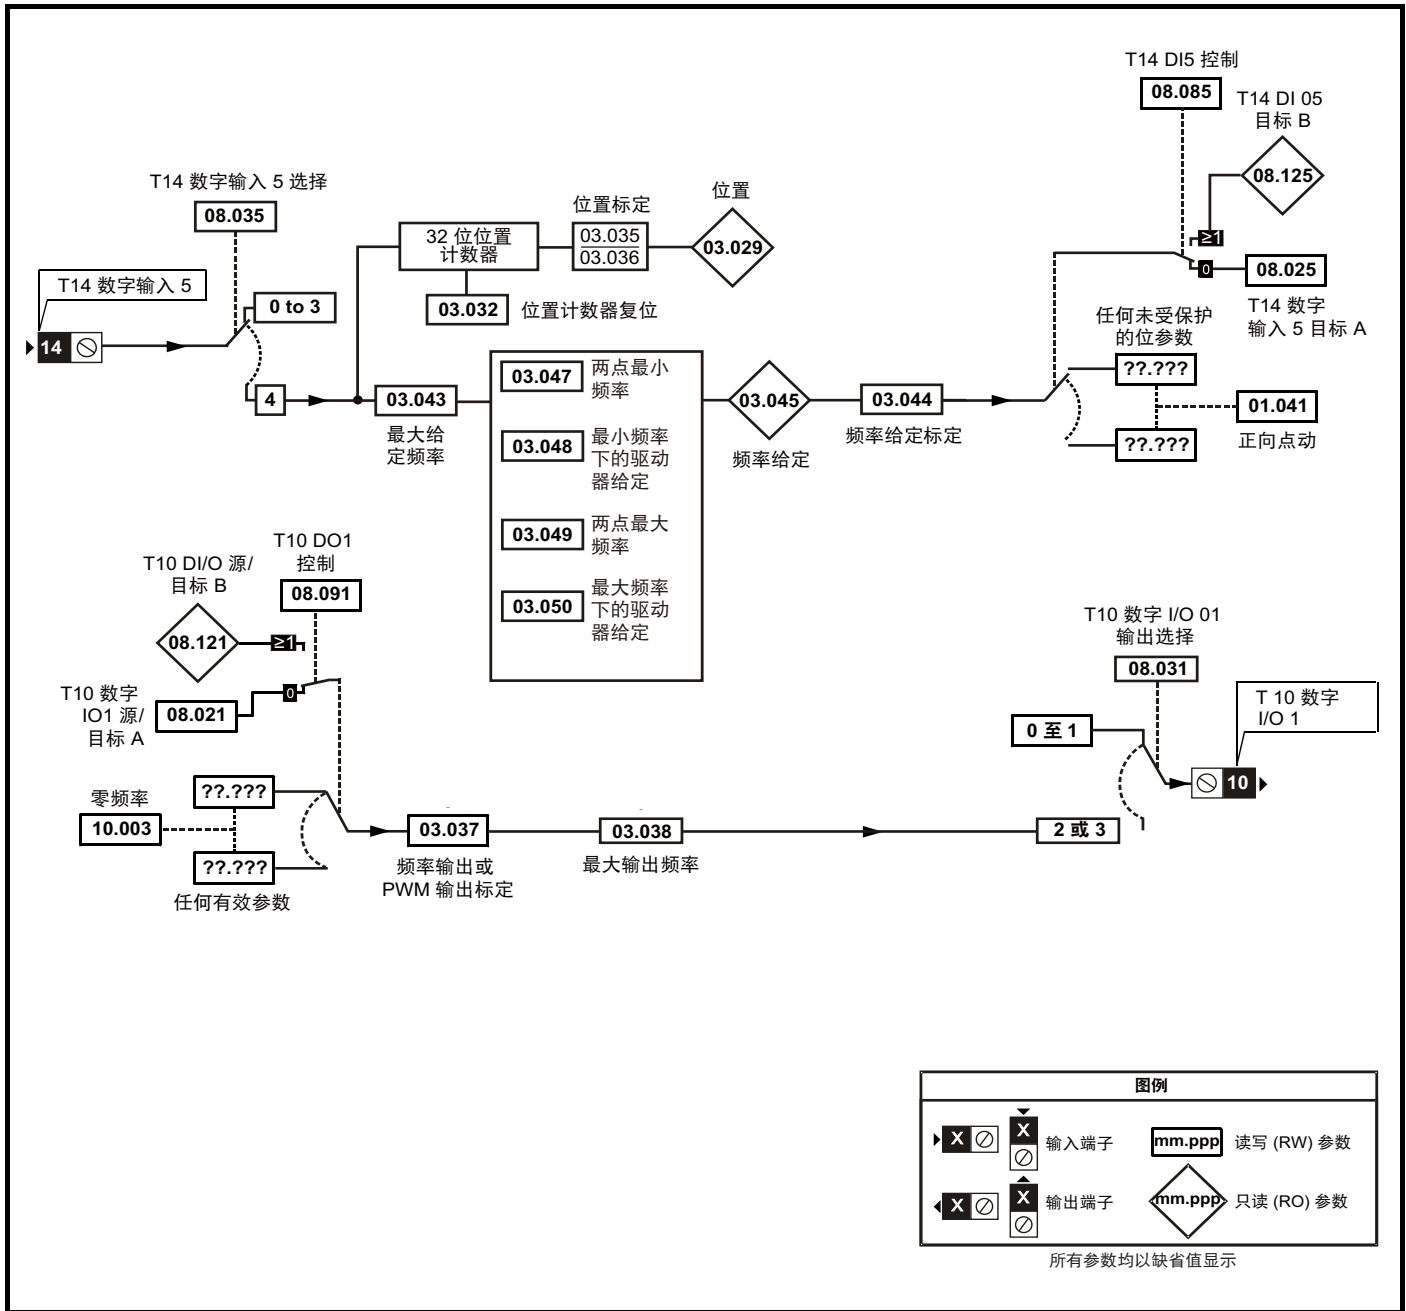 T14 DI5 控制
08.085
T14 DI 05
目标 B
08.125
≥1
0
08.025
T14 数字
输入 5 目标 A
T14 数字输入 5 选择
08.035
T14 数字输入 5
14
0 to 3
4
32 位位置
计数器
03.032
位置计数器复位
位置标定
03.035
03.036
位置
03.029
03.043
最大给
定频率
03.047
两点最小
频率
03.048
最小频率
下的驱动
器给定
03.049
两点最大
频率
03.050
最大频率
下的驱动
器给定
03.045
频率给定
03.044
频率给定标定
任何未受保护
的位参数
??.???
??.???
01.041
正向点动
T10 DO1
控制
08.091
T10 DI/O 源/
目标 B
08.121
≥1
0
T10 数字
IO1 源/
目标 A
08.021
零频率
10.003
??.???
??.???
任何有效参数
03.037
频率输出或
PWM 输出标定
03.038
最大输出频率
T10 数字 I/O 01
输出选择
08.031
0 至 1
2 或 3
T 10 数字
I/O 1
10
图例
X
X
输入端子
mm.ppp
读写 (RW) 参数
X
X
输出端子
mm.ppp
只读 (RO) 参数
所有参数均以缺省值显示